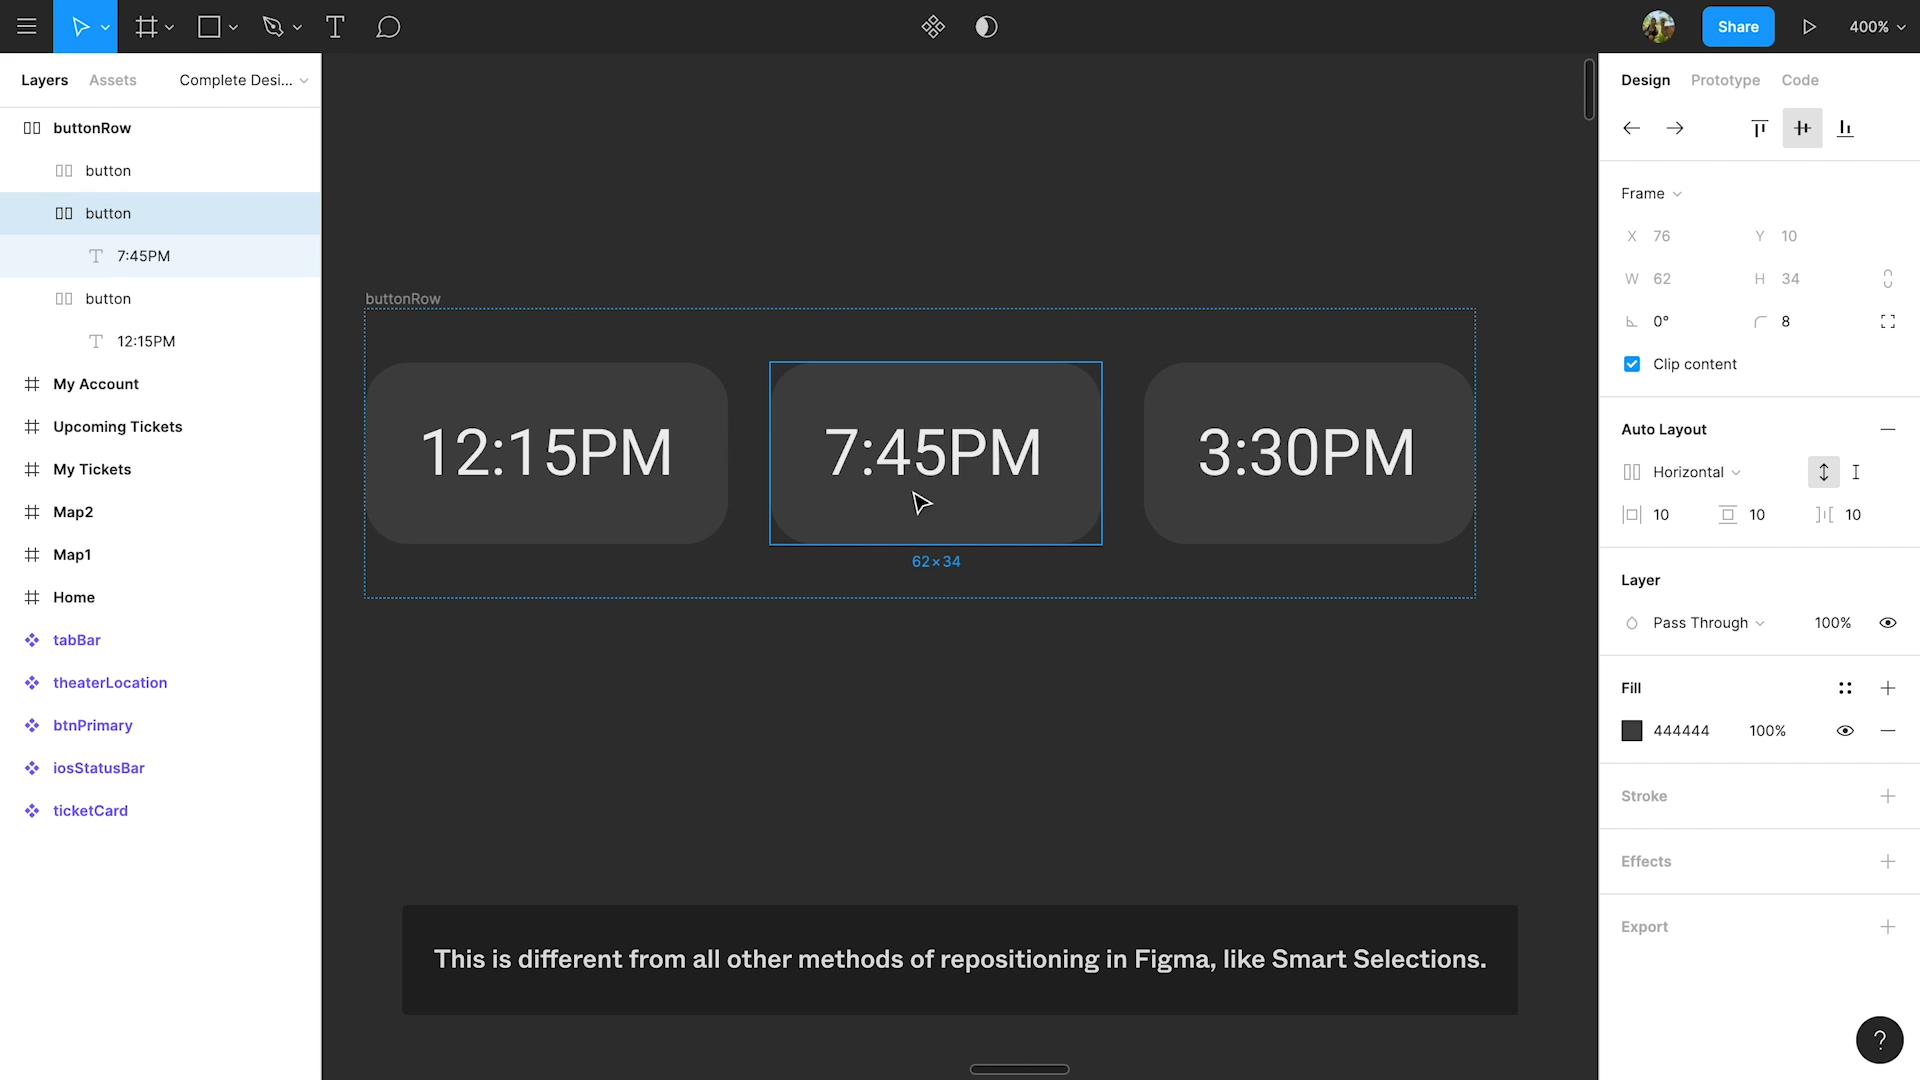 Share
400%
Layers
Assets
Complete Desi...
Design
Prototype
Code
buttonRow
button
button
7:45PM
button
12:15PM
My Account
Upcoming Tickets
My Tickets
Map2
Map1
Home
tabBar
theaterLocation
btnPrimary
iosStatusBar
ticketCard
buttonRow
12:15PM
7:45PM
3:30PM
62×34
This is different from all other methods of repositioning in Figma, like Smart Selections.
Frame
X 76 Y 10
W 62 H 34
0° 8
Clip content
Auto Layout
Horizontal
10 10 10
Layer
Pass Through 100%
Fill
444444 100%
Stroke
Effects
Export
?